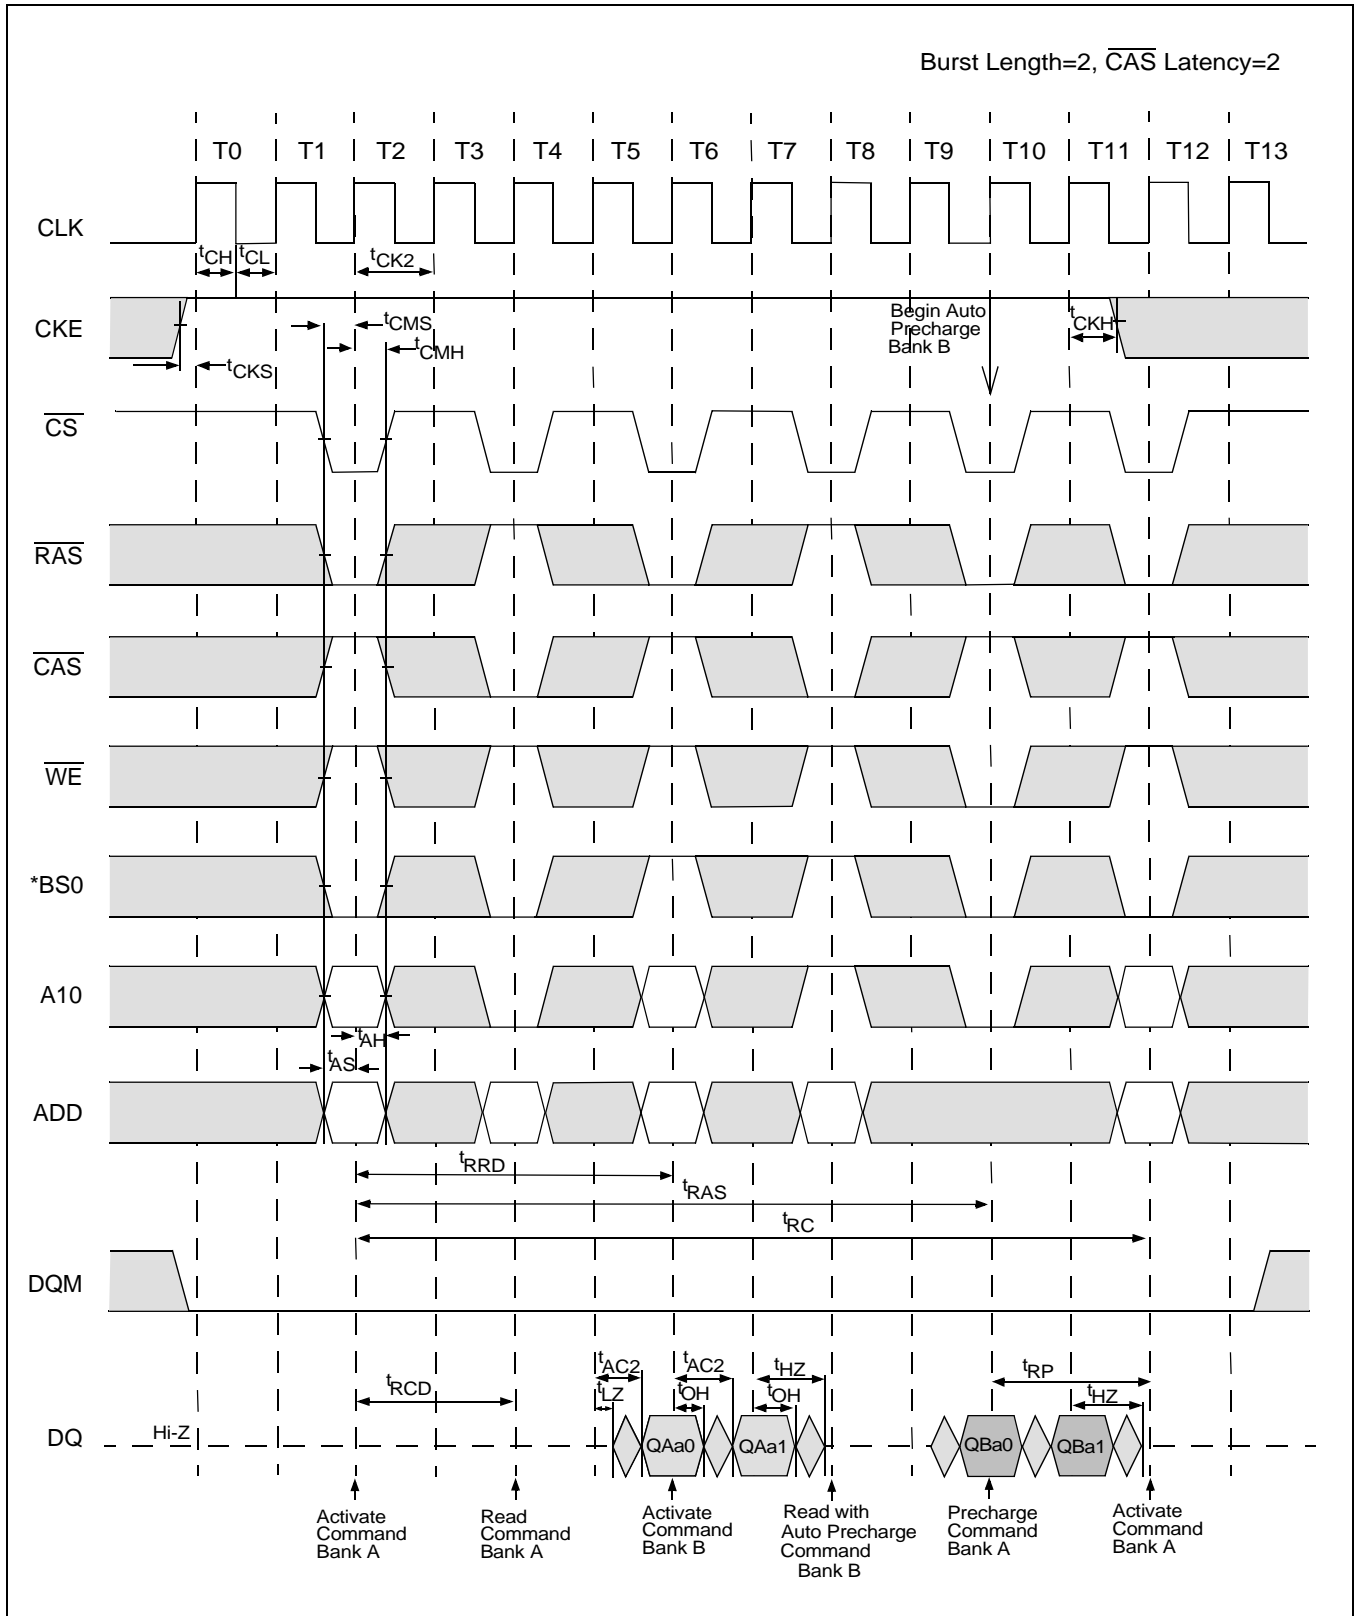 Burst Length=2, CAS Latency=2
T0 T1 T2 T3 T4 T5 T6 T7 T8 T9 T10 T11 T12 T13
CLK
tCH tCL tCK2
CKE
tCMS
tCMH
tCKS
Begin Auto
Precharge
Bank B
tCKH
CS
RAS
CAS
WE
*BS0
A10
tAH
tAS
ADD
tRRD
tRAS
tRC
DQM
tRCD
tAC2 tAC2 tHZ
tLZ tOH tOH
tRP
tHZ
DQ
Hi-Z
QAa0 QAa1 QBa0 QBa1
Activate
Command
Bank A
Read
Command
Bank A
Activate
Command
Bank B
Read with
Auto Precharge
Command
Bank B
Precharge
Command
Bank A
Activate
Command
Bank A